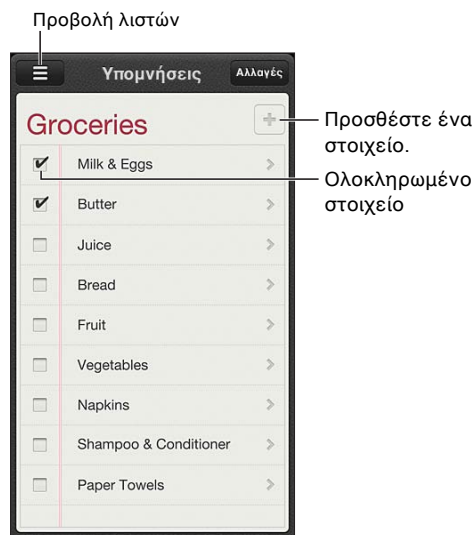 Προβολή λιστών
Υπομνήσεις
Αλλαγές
Groceries
Προσθέστε ένα
στοιχείο.
Milk & Eggs
Ολοκληρωμένο
στοιχείο
Butter
Juice
Bread
Fruit
Vegetables
Napkins
Shampoo & Conditioner
Paper Towels